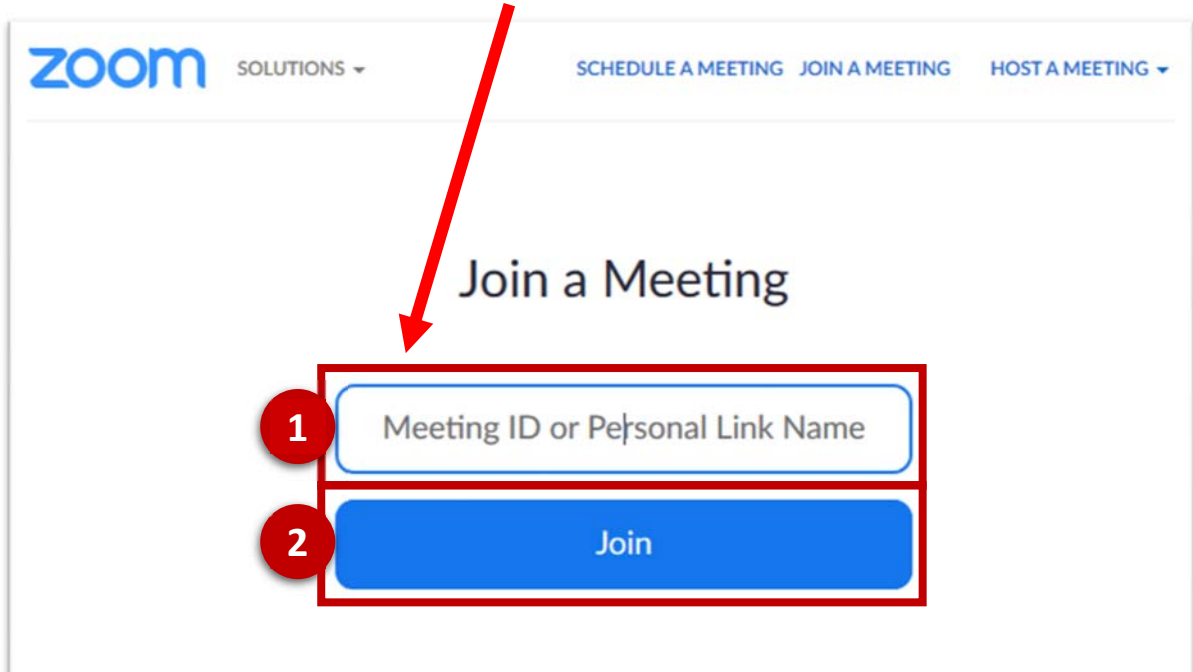 zoom SOLUTIONS SCHEDULE A MEETING JOIN A MEETING HOST A MEETING
Join a Meeting
1 Meeting ID or Personal Link Name
2 Join